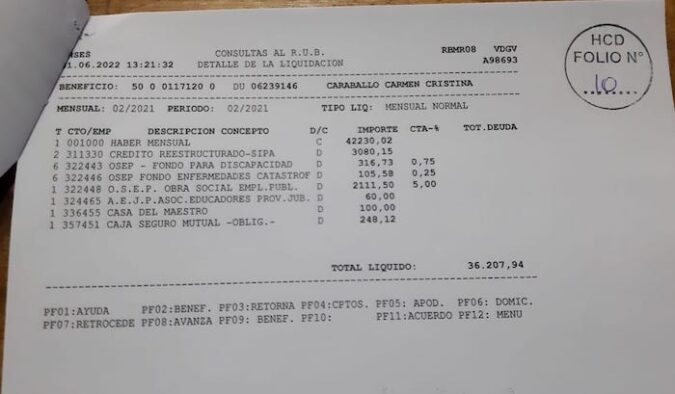 NSES CONSULTAS AL R.U.B. RBMR08 VDGV
1.06.2022 13:21:32 DETALLE DE LA LIQUIDACION A98693
BENEFICIO: 50 0 0117120 0 DU 06239146 CARABALLO CARMEN CRISTINA
MENSUAL: 02/2021 PERIODO: 02/2021 TIPO LIQ: MENSUAL NORMAL
T CTO/EMP DESCRIPCION CONCEPTO D/C IMPORTE CTA-% TOT.DEUDA
1 001000 HABER MENSUAL C 42230,02
2 311330 CREDITO REESTRUCTURADO-SIPA D 3080,15
6 322443 OSEP - FONDO PARA DISCAPACIDAD D 316,73 0,75
6 322446 OSEP FONDO ENFERMEDADES CATASTROF D 105,58 0,25
1 322448 O.S.E.P. OBRA SOCIAL EMPL.PUBL. D 2111,50 5,00
1 324465 A.E.J.P.ASOC.EDUCADORES PROV.JUB. D 60,00
1 336455 CASA DEL MAESTRO D 100,00
1 357451 CAJA SEGURO MUTUAL -OBLIG.- D 248,12
TOTAL LIQUIDO: 36.207,94
PF01:AYUDA PF02:BENEF. PF03:RETORNA PF04:CPTOS. PF05: APOD. PF06: DOMIC.
PF07:RETROCEDE PF08:AVANZA PF09: BENEF. PF10: PF11:ACUERDO PF12: MENU
HCD
FOLIO N°
10